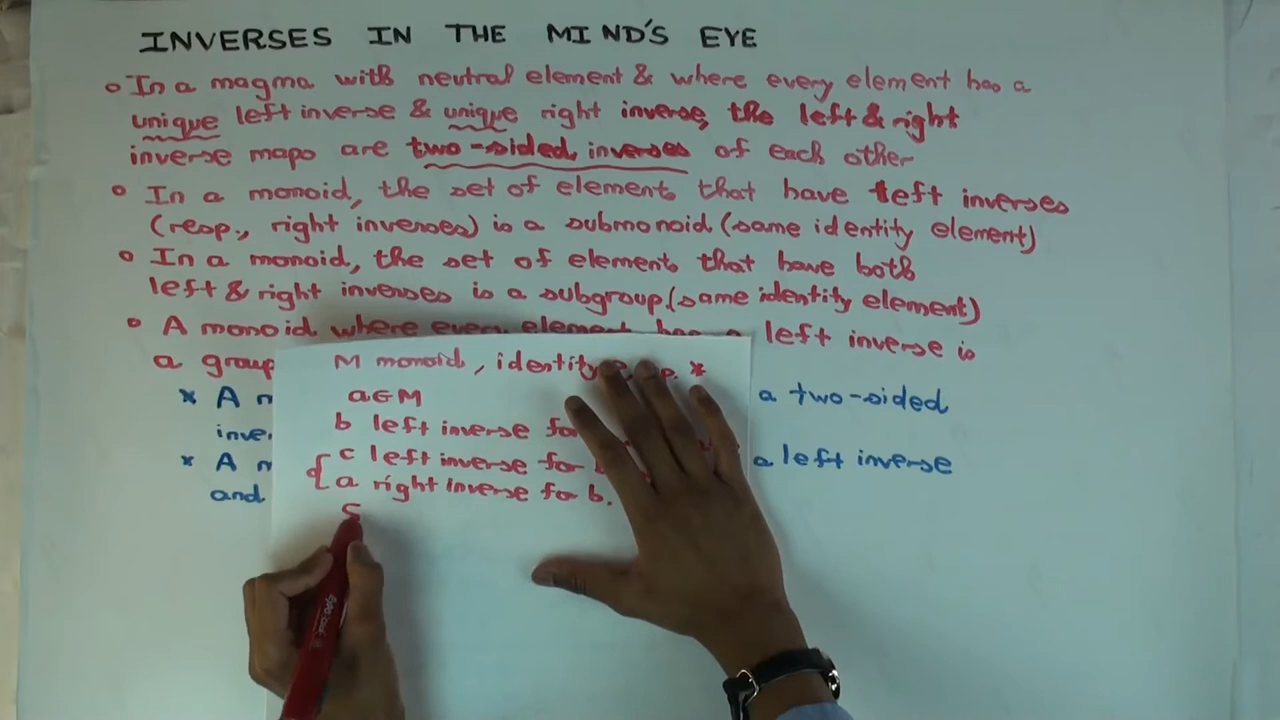 INVERSES IN THE MIND'S EYE
o In a magma with neutral element & where every element has a
unique left inverse & unique right inverse, the left & right
inverse maps are two-sided inverses of each other
o In a monoid, the set of elements that have left inverses
(resp., right inverses) is a submonoid (same identity element)
o In a monoid, the set of elements that have both
left & right inverses is a subgroup (same identity element)
o A monoid where every element has a left inverse is
a group
M monoid, identity *
a∈M
* A a two-sided
b left inverse for
inve
c left inverse for
* A a left inverse
{ a right inverse for b.
and
expo